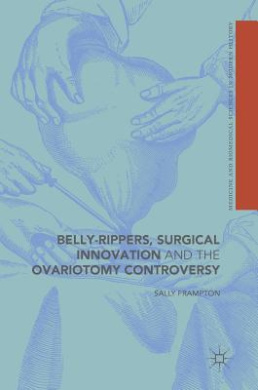 MEDICINE AND BIOMEDICAL SCIENCES IN MODERN HISTORY
BELLY-RIPPERS, SURGICAL
INNOVATION AND THE
OVARIOTOMY CONTROVERSY
SALLY FRAMPTON